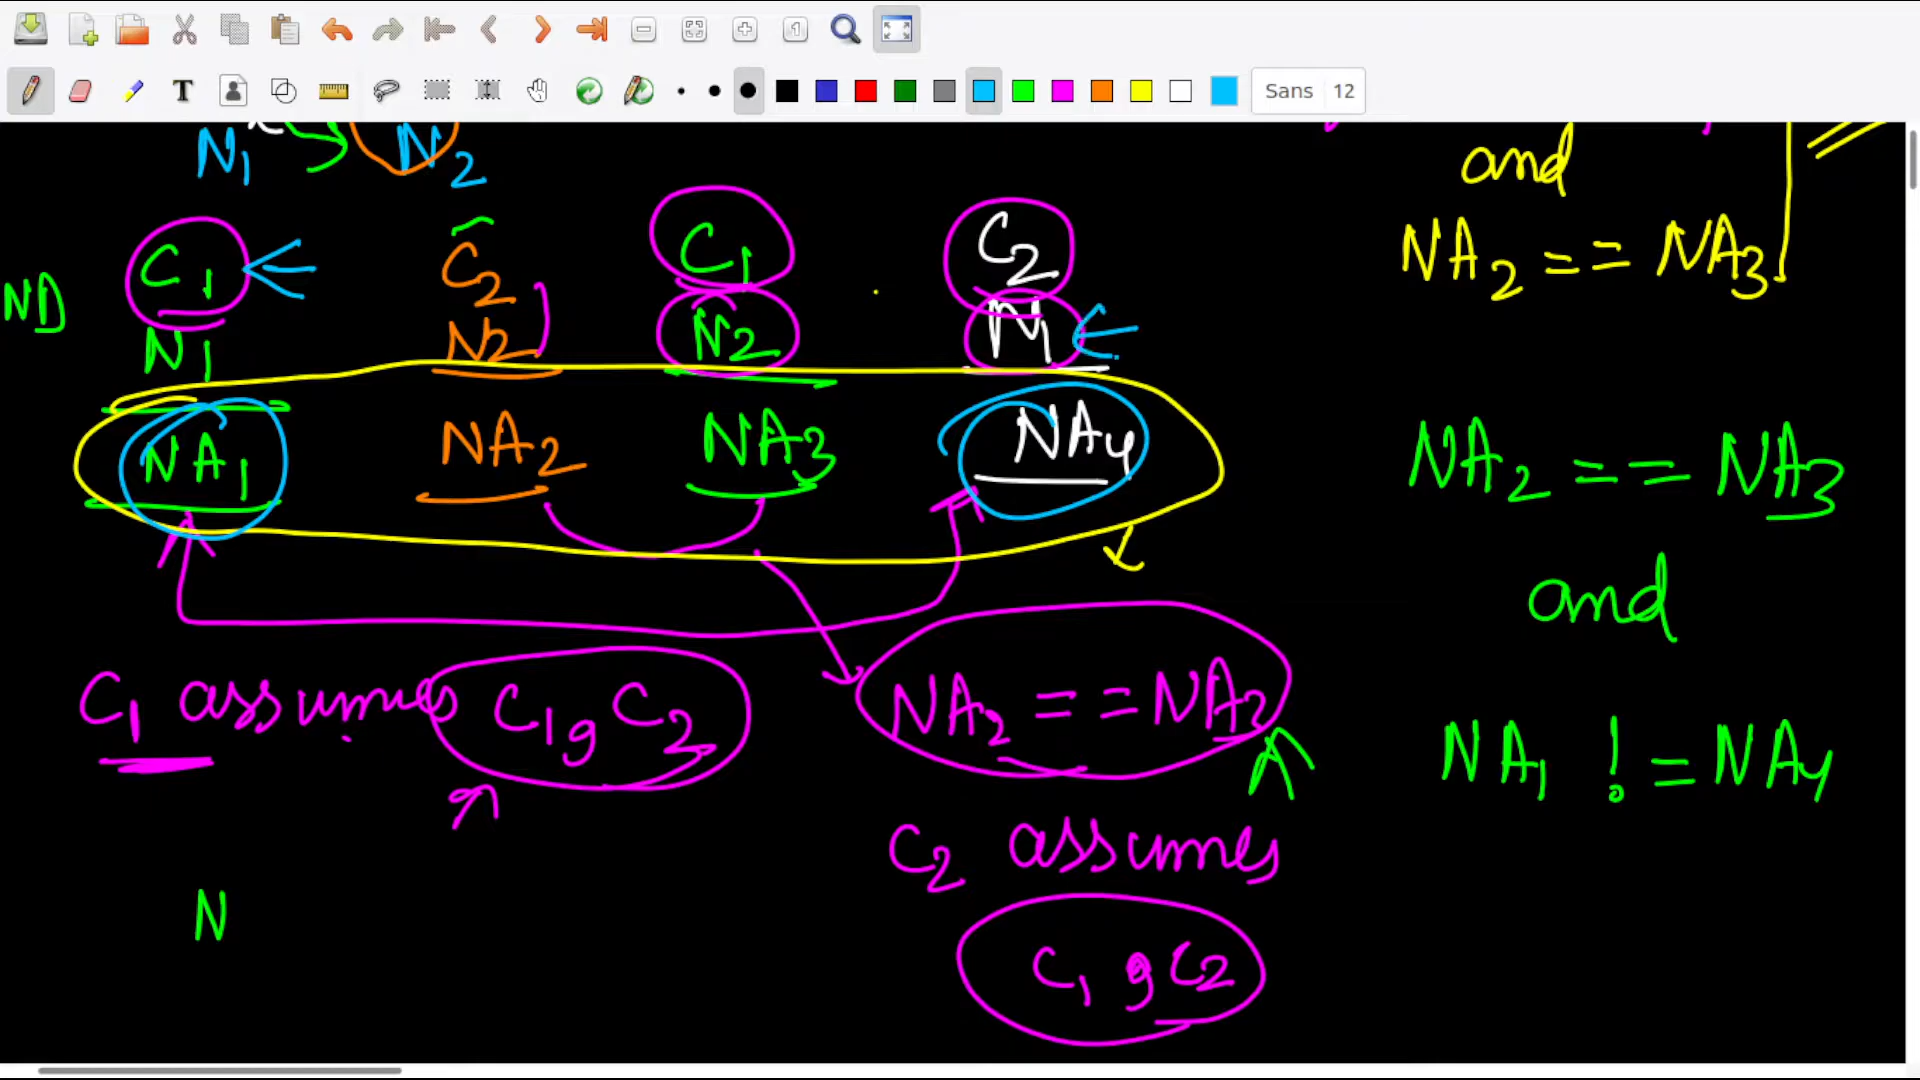 Sans 12
N1 N2
and
NA2 == NA3
C1 C2 C1 C2
ND
N1 N2 N2 N1
NA1 NA2 NA3 NA4
NA2 == NA3
and
C1 assumes C1 g C2
NA2 == NA3
NA1 != NA4
C2 assumes
N
C1 g C2